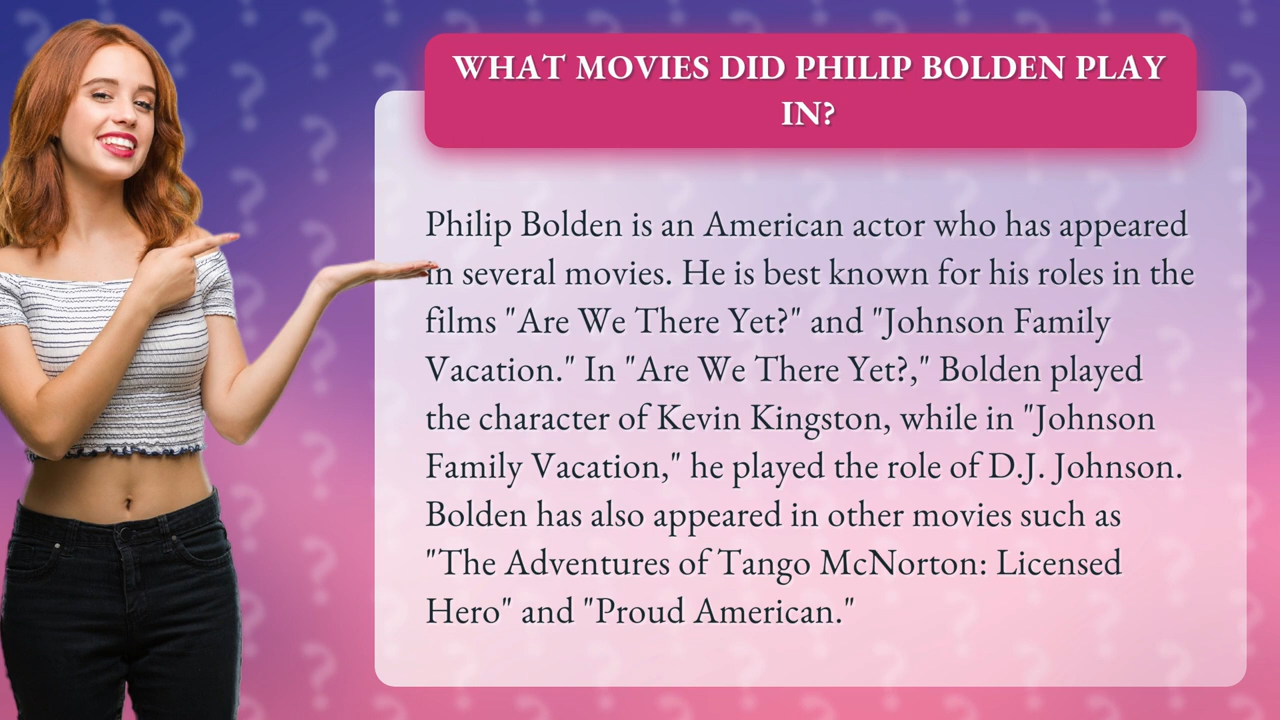 WHAT MOVIES DID PHILIP BOLDEN PLAY
IN?
Philip Bolden is an American actor who has appeared
in several movies. He is best known for his roles in the
films "Are We There Yet?" and "Johnson Family
Vacation." In "Are We There Yet?," Bolden played
the character of Kevin Kingston, while in "Johnson
Family Vacation," he played the role of D.J. Johnson.
Bolden has also appeared in other movies such as
"The Adventures of Tango McNorton: Licensed
Hero" and "Proud American."